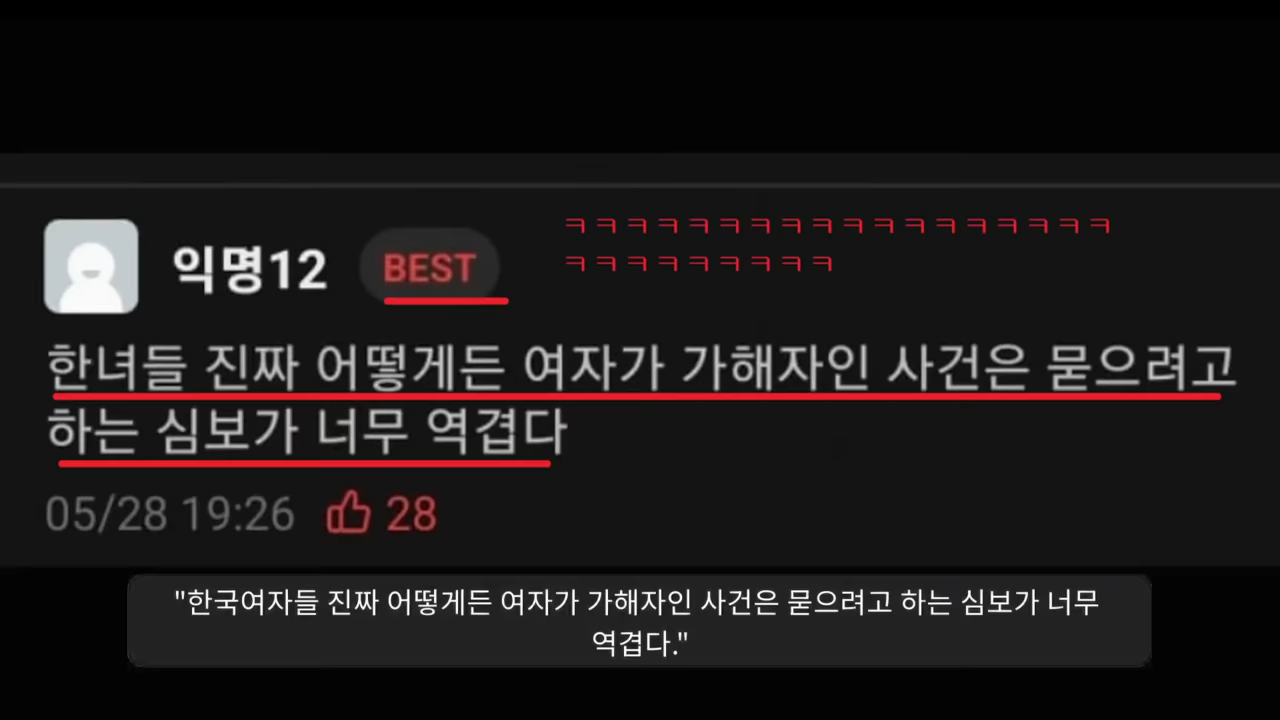 익명12 BEST
ㅋㅋㅋㅋㅋㅋㅋㅋㅋㅋㅋㅋㅋㅋㅋㅋㅋㅋ
ㅋㅋㅋㅋㅋㅋㅋㅋㅋ
한녀들 진짜 어떻게든 여자가 가해자인 사건은 묻으려고
하는 심보가 너무 역겹다
05/28 19:26 28
"한국여자들 진짜 어떻게든 여자가 가해자인 사건은 묻으려고 하는 심보가 너무
역겹다."